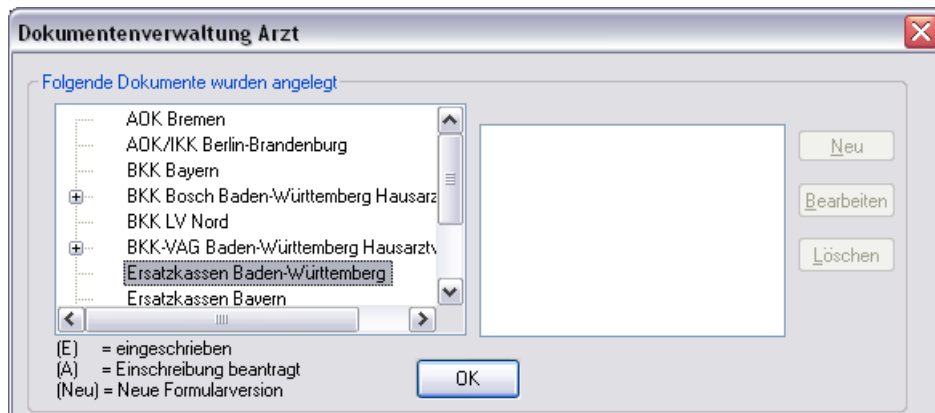 Dokumentenverwaltung Arzt
Folgende Dokumente wurden angelegt
AOK Bremen
AOK/IKK Berlin-Brandenburg
BKK Bayern
BKK Bosch Baden-Württemberg Hausarz
BKK LV Nord
BKK-VAG Baden-Württemberg Hausarztv
Ersatzkassen Baden-Württemberg
Ersatzkassen Bayern
Neu
Bearbeiten
Löschen
(E) = eingeschrieben
(A) = Einschreibung beantragt
(Neu) = Neue Formularversion
OK